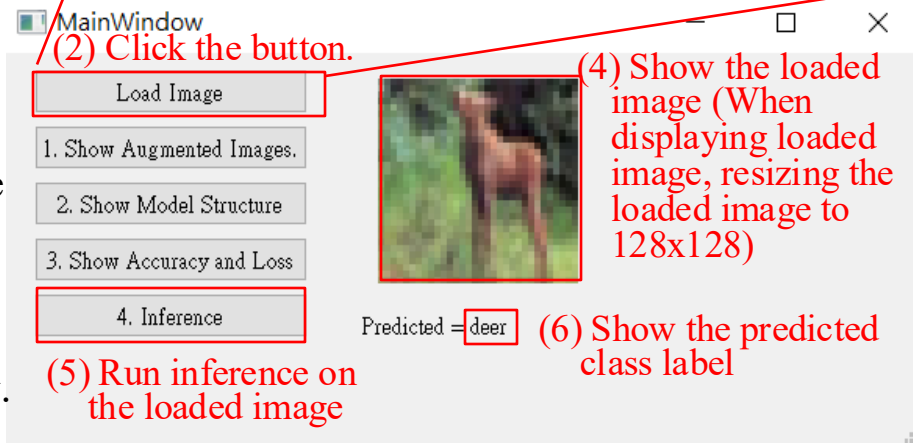 MainWindow
(2) Click the button.
Load Image
1. Show Augmented Images.
2. Show Model Structure
3. Show Accuracy and Loss
4. Inference
(5) Run inference on
the loaded image
(4) Show the loaded
image (When
displaying loaded
image, resizing the
loaded image to
128x128)
Predicted = deer
(6) Show the predicted
class label